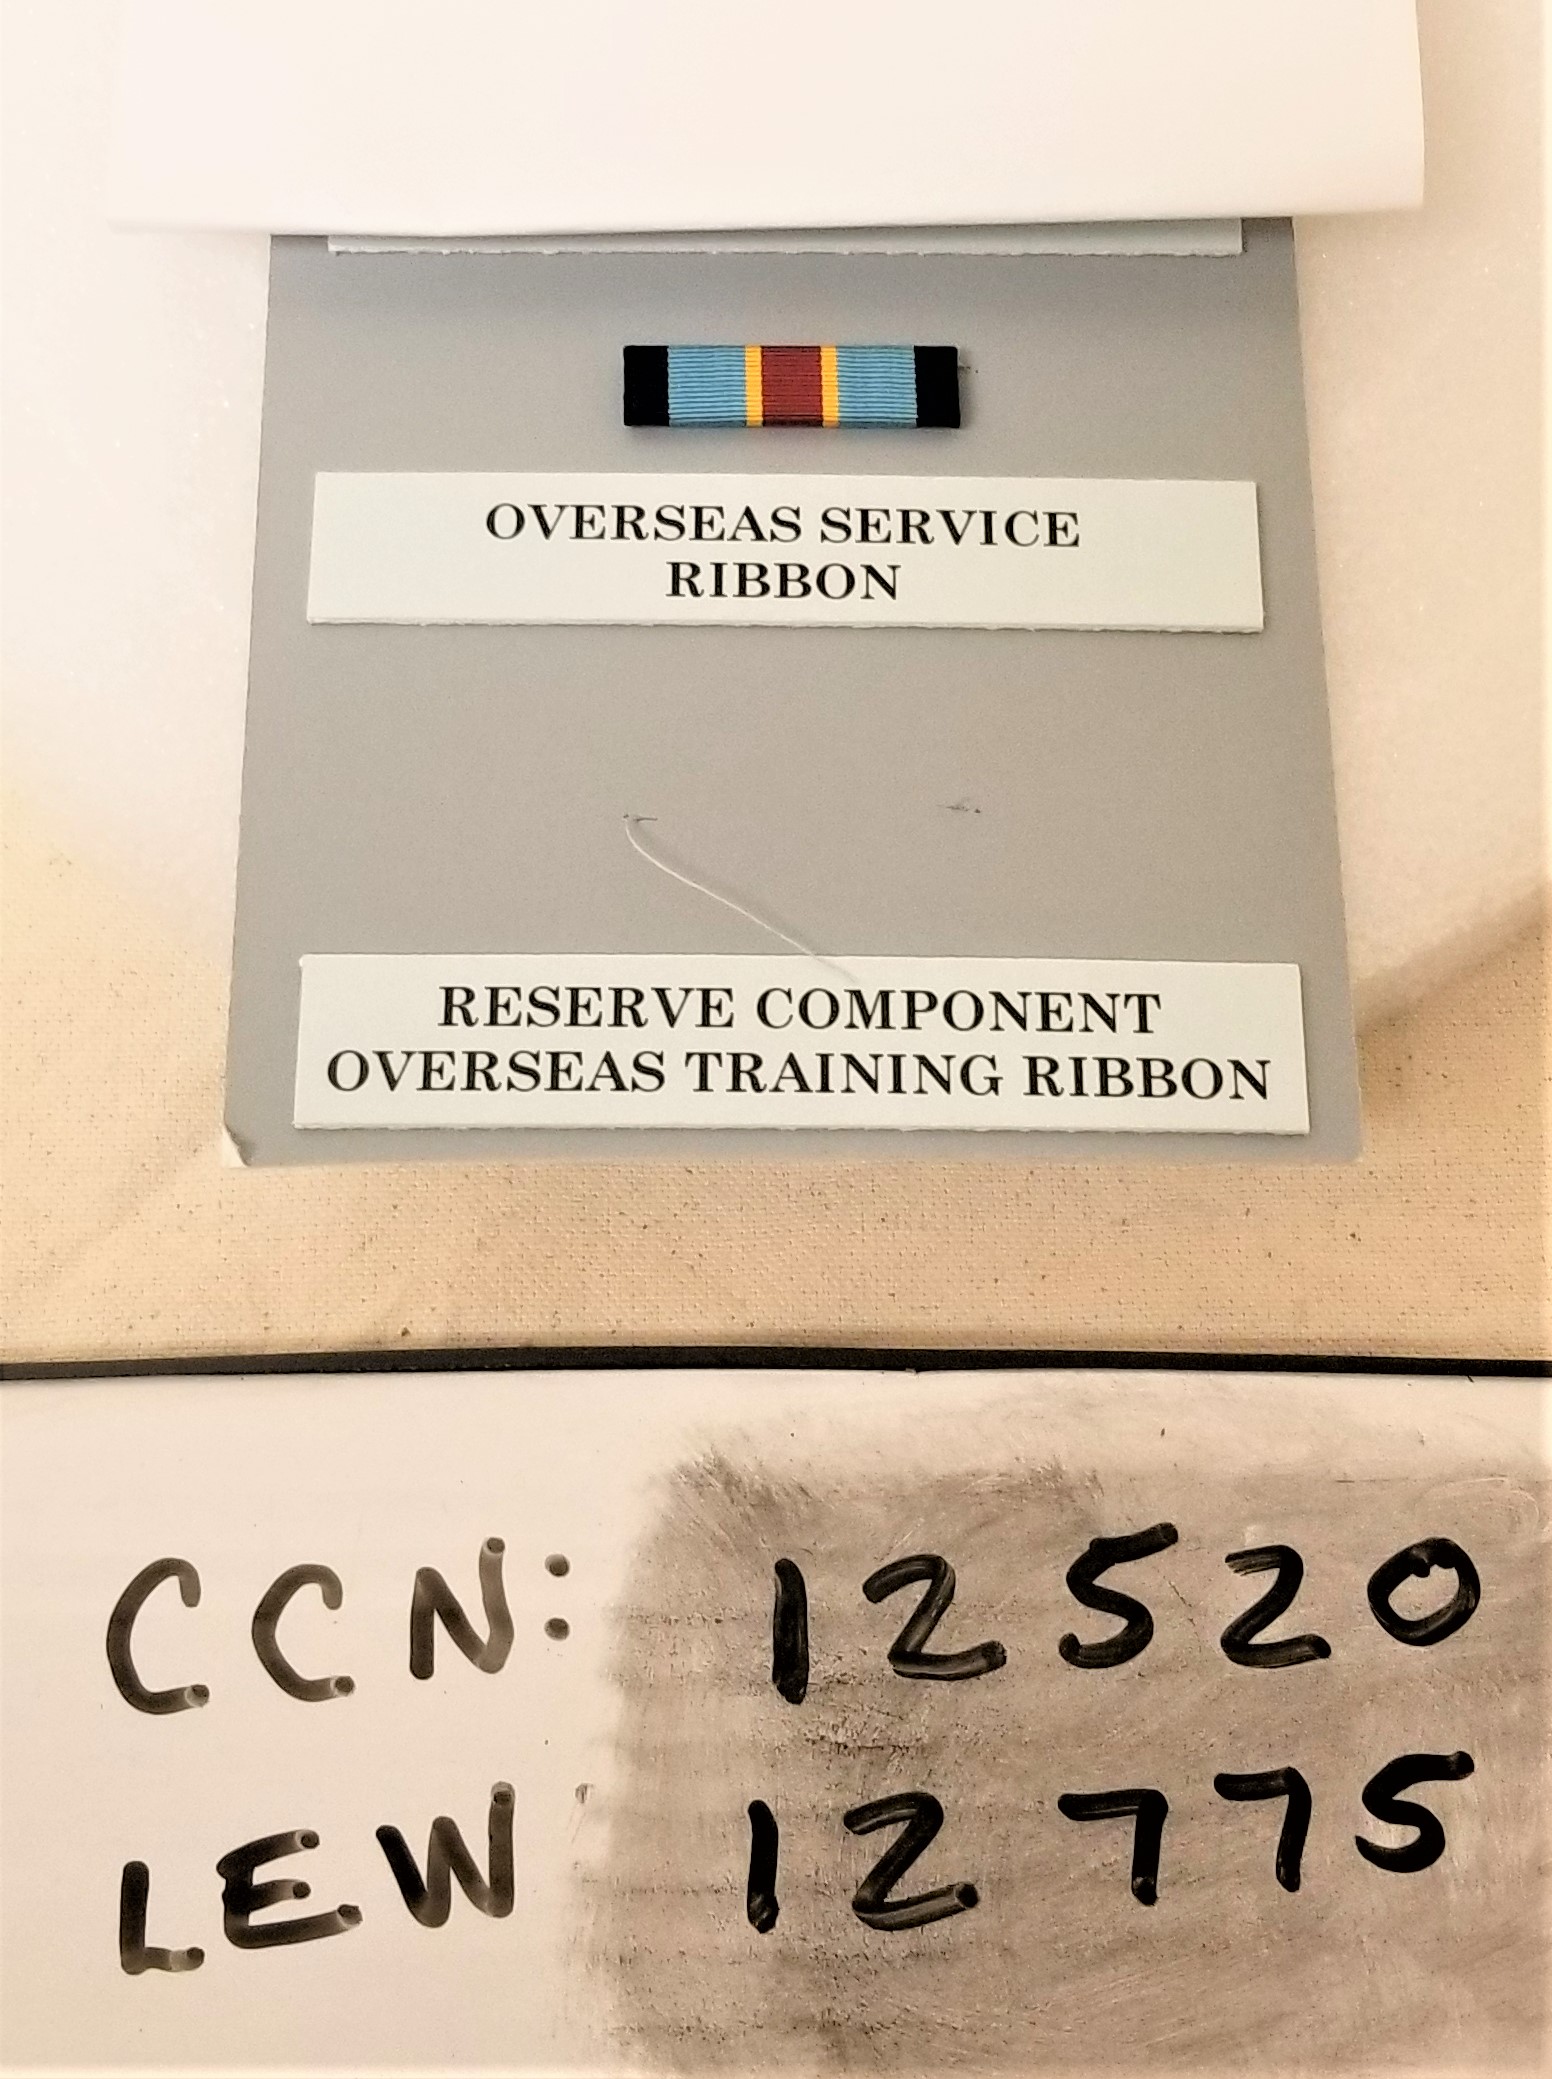 OVERSEAS SERVICE
RIBBON
RESERVE COMPONENT
OVERSEAS TRAINING RIBBON
CCN: 12520
LEW 12775